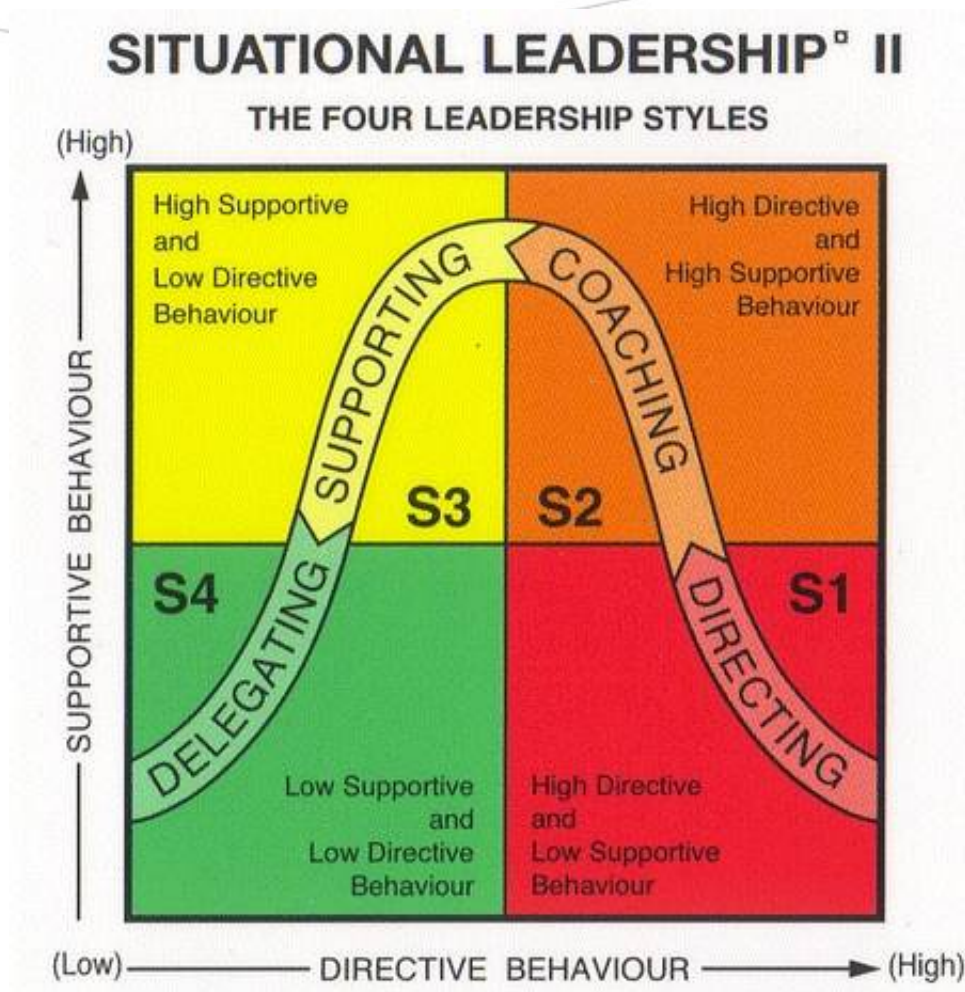 SITUATIONAL LEADERSHIP¤ II
THE FOUR LEADERSHIP STYLES
(High)
High Supportive
and
Low Directive
Behaviour
High Directive
and
High Supportive
Behaviour
SUPPORTING
COACHING
S3
S2
SUPPORTIVE BEHAVIOUR
S4
S1
DELEGATING
DIRECTING
Low Supportive
and
Low Directive
Behaviour
High Directive
and
Low Supportive
Behaviour
(Low)
DIRECTIVE BEHAVIOUR
(High)